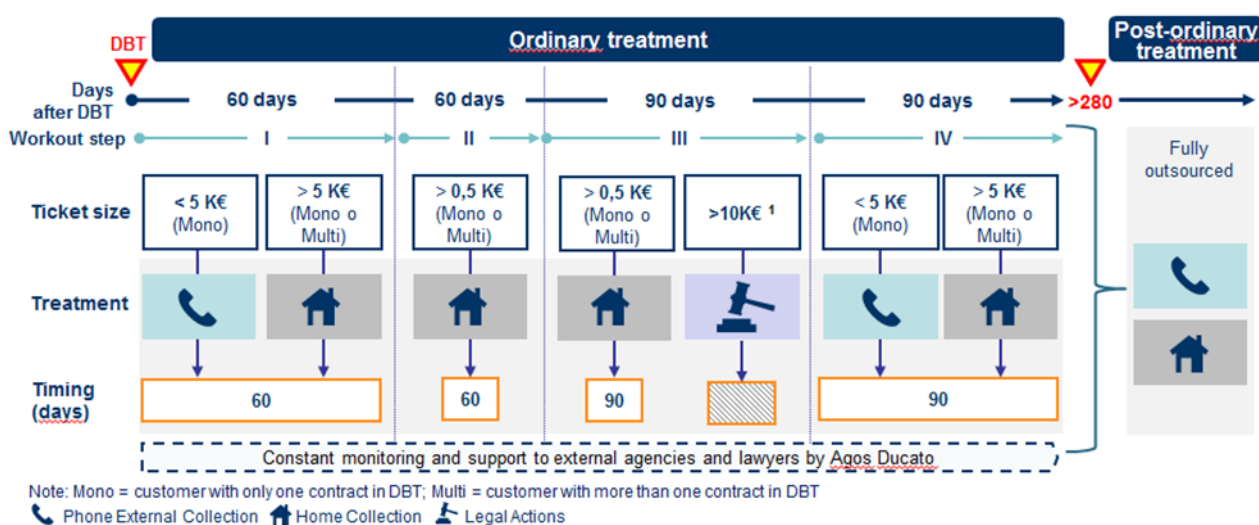 DBT
Ordinary treatment
Post-ordinary
treatment
Days
after DBT
60 days
60 days
90 days
90 days
>280
Workout step
I
II
III
IV
Fully
outsourced
Ticket size
< 5 K€
(Mono)
> 5 K€
(Mono o
Multi)
> 0,5 K€
(Mono o
Multi)
> 0,5 K€
(Mono o
Multi)
>10K€ 1
< 5 K€
(Mono)
> 5 K€
(Mono o
Multi)
Treatment
Timing
(days)
60
60
90
90
Constant monitoring and support to external agencies and lawyers by Agos Ducato
Note: Mono = customer with only one contract in DBT; Multi = customer with more than one contract in DBT
Phone External Collection
Home Collection
Legal Actions